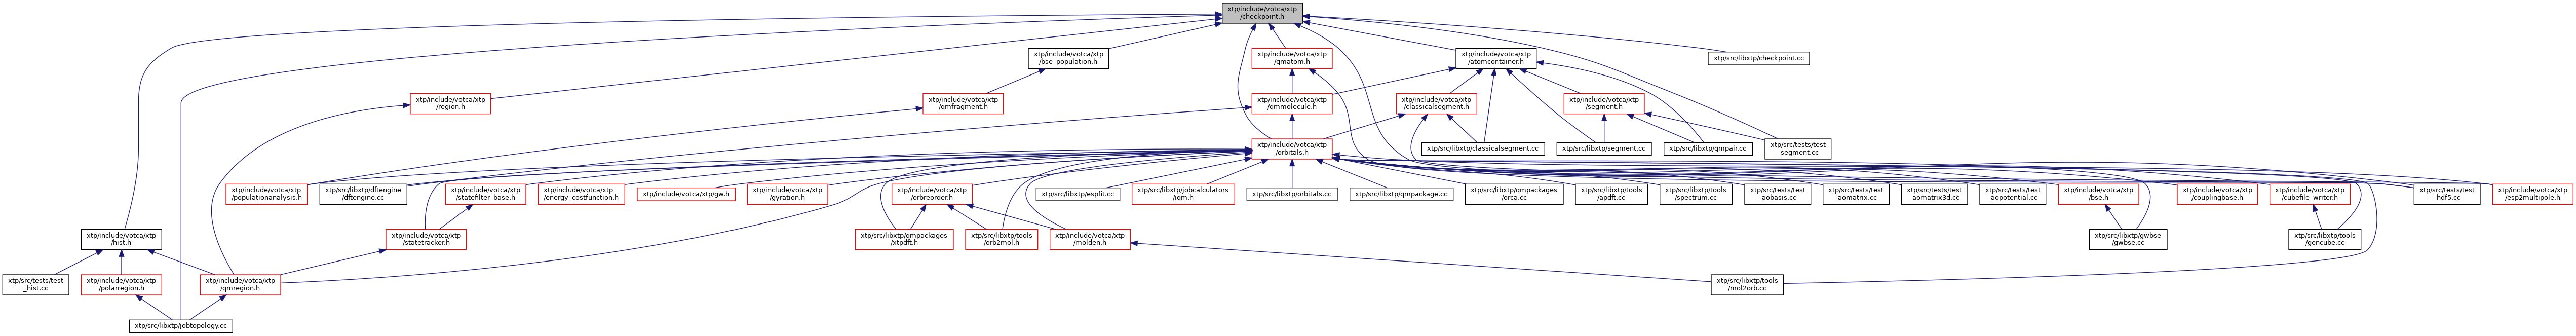 xtp/include/votca/xtp
/checkpoint.h
xtp/include/votca/xtp
/bse_population.h
xtp/include/votca/xtp
/qmatom.h
xtp/include/votca/xtp
/atomcontainer.h
xtp/src/libxtp/checkpoint.cc
xtp/include/votca/xtp
/region.h
xtp/include/votca/xtp
/qmfragment.h
xtp/include/votca/xtp
/qmmolecule.h
xtp/include/votca/xtp
/classicalsegment.h
xtp/include/votca/xtp
/segment.h
xtp/include/votca/xtp
/orbitals.h
xtp/src/libxtp/classicalsegment.cc
xtp/src/libxtp/segment.cc
xtp/src/libxtp/qmpair.cc
xtp/src/tests/test
_segment.cc
xtp/include/votca/xtp
/populationanalysis.h
xtp/src/libxtp/dftengine
/dftengine.cc
xtp/include/votca/xtp
/statefilter_base.h
xtp/include/votca/xtp
/energy_costfunction.h
xtp/include/votca/xtp/gw.h
xtp/include/votca/xtp
/gyration.h
xtp/include/votca/xtp
/orbreorder.h
xtp/src/libxtp/espfit.cc
xtp/src/libxtp/jobcalculators
/iqm.h
xtp/src/libxtp/orbitals.cc
xtp/src/libxtp/qmpackage.cc
xtp/src/libxtp/qmpackages
/orca.cc
xtp/src/libxtp/tools
/apdft.cc
xtp/src/libxtp/tools
/spectrum.cc
xtp/src/tests/test
_aobasis.cc
xtp/src/tests/test
_aomatrix.cc
xtp/src/tests/test
_aomatrix3d.cc
xtp/src/tests/test
_aopotential.cc
xtp/include/votca/xtp
/bse.h
xtp/include/votca/xtp
/couplingbase.h
xtp/include/votca/xtp
/cubefile_writer.h
xtp/src/tests/test
_hdf5.cc
xtp/include/votca/xtp
/esp2multipole.h
xtp/include/votca/xtp
/hist.h
xtp/include/votca/xtp
/statetracker.h
xtp/src/libxtp/qmpackages
/xtpdft.h
xtp/src/libxtp/tools
/orb2mol.h
xtp/include/votca/xtp
/molden.h
xtp/src/libxtp/gwbse
/gwbse.cc
xtp/src/libxtp/tools
/gencube.cc
xtp/src/tests/test
_hist.cc
xtp/include/votca/xtp
/polarregion.h
xtp/include/votca/xtp
/qmregion.h
xtp/src/libxtp/tools
/mol2orb.cc
xtp/src/libxtp/jobtopology.cc